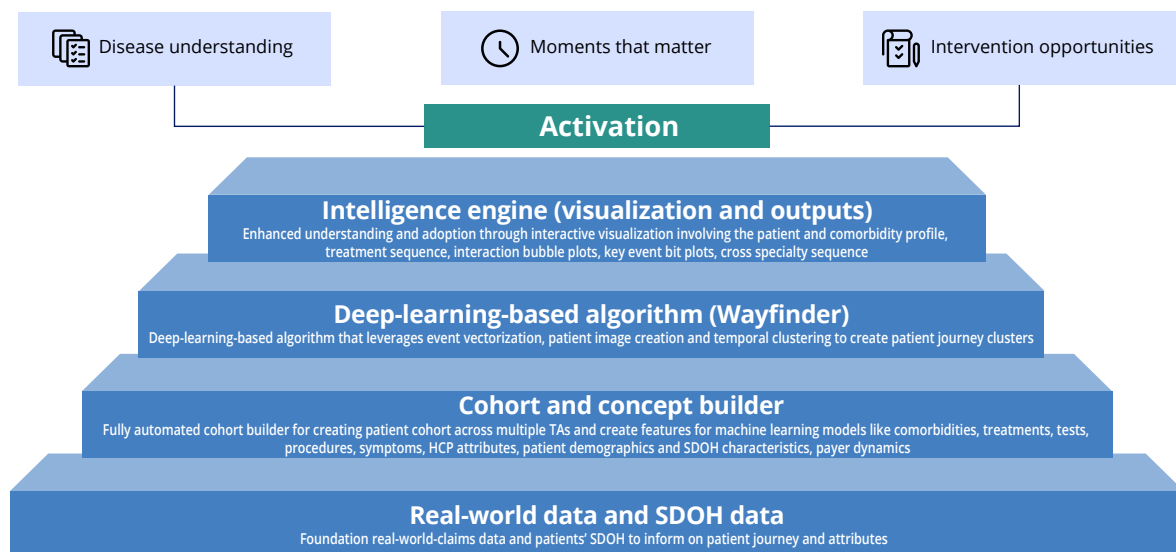 Disease understanding
Moments that matter
Intervention opportunities
Activation
Intelligence engine (visualization and outputs)
Enhanced understanding and adoption through interactive visualization involving the patient and comorbidity profile,
treatment sequence, interaction bubble plots, key event bit plots, cross specialty sequence
Deep-learning-based algorithm (Wayfinder)
Deep-learning-based algorithm that leverages event vectorization, patient image creation and temporal clustering to create patient journey clusters
Cohort and concept builder
Fully automated cohort builder for creating patient cohort across multiple TAs and create features for machine learning models like comorbidities, treatments, tests,
procedures, symptoms, HCP attributes, patient demographics and SDOH characteristics, payer dynamics
Real-world data and SDOH data
Foundation real-world-claims data and patients’ SDOH to inform on patient journey and attributes